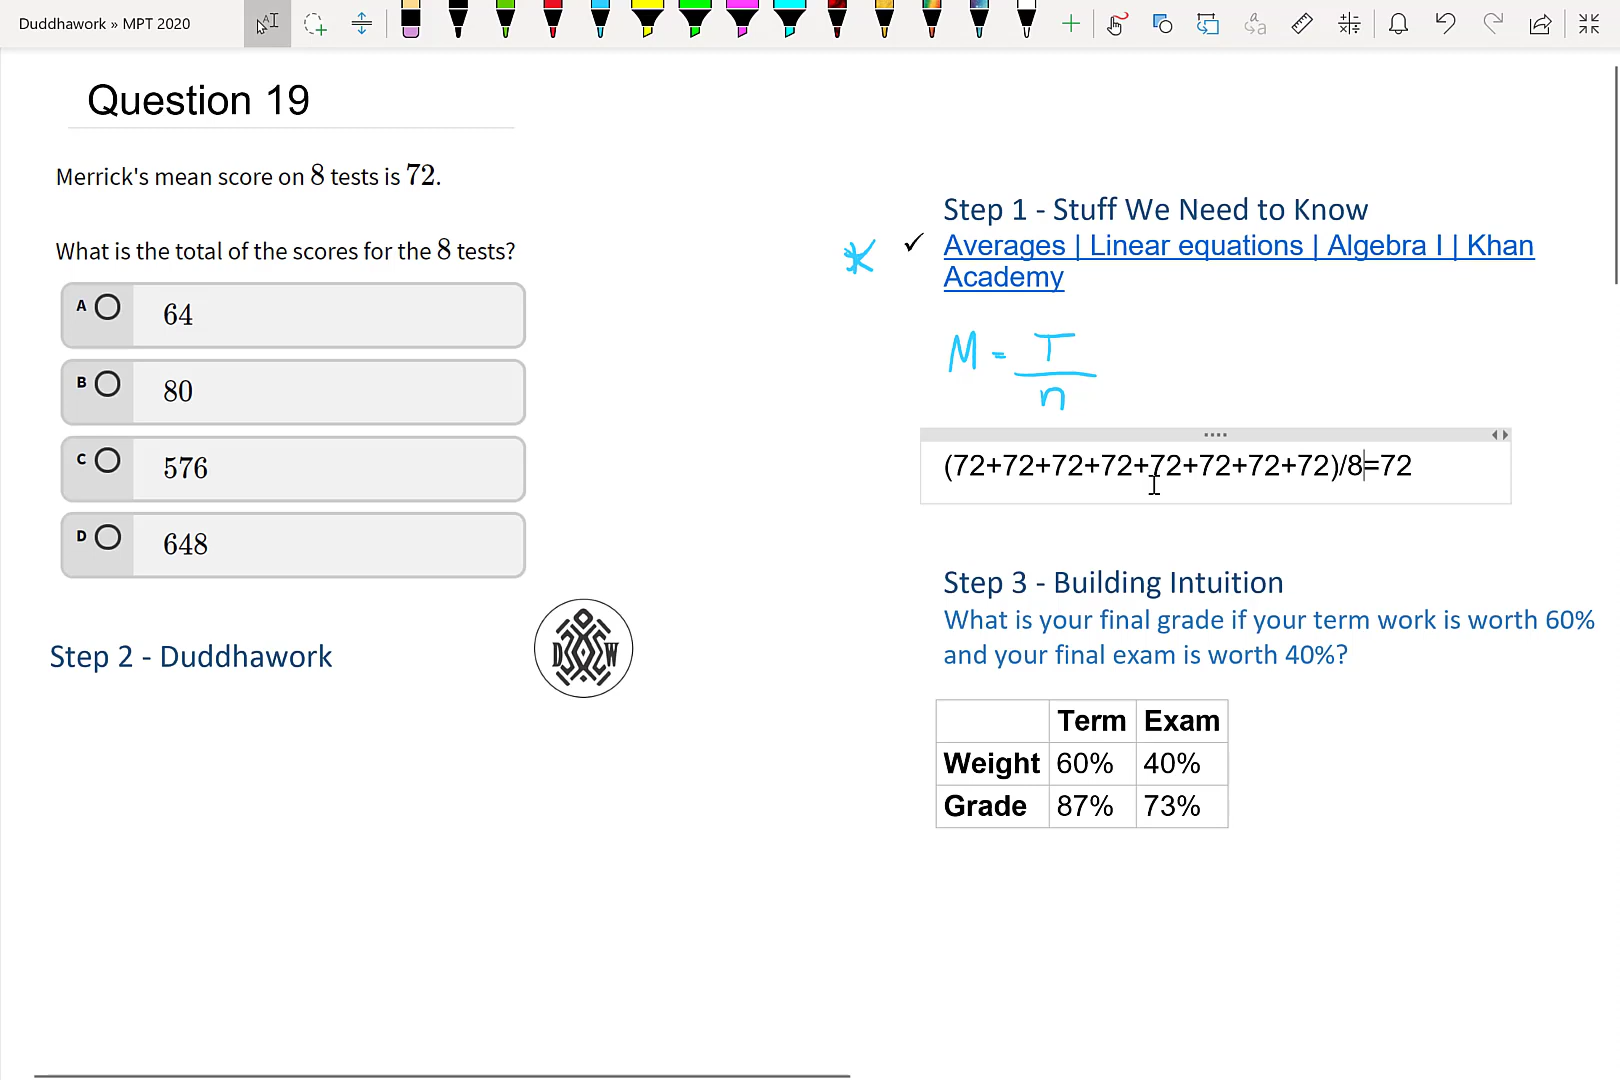 Duddhawork » MPT 2020
Question 19
Merrick's mean score on 8 tests is 72.
What is the total of the scores for the 8 tests?
A 64
B 80
C 576
D 648
Step 2 - Duddhawork
D W
Step 1 - Stuff We Need to Know
✓ Averages | Linear equations | Algebra I | Khan
Academy
M = T
n
(72+72+72+72+72+72+72+72)/8=72
Step 3 - Building Intuition
What is your final grade if your term work is worth 60%
and your final exam is worth 40%?
Term Exam
Weight 60% 40%
Grade 87% 73%